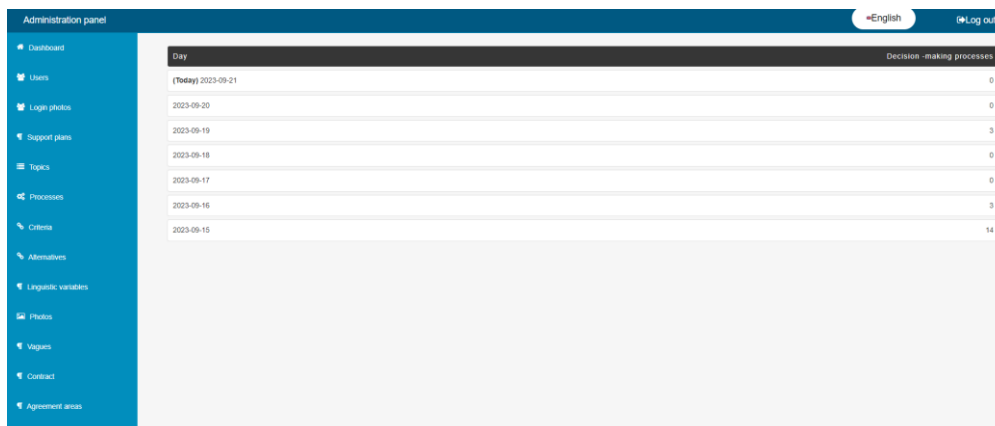 Administration panel
English
Log out
Dashboard
Users
Login photos
Support plans
Topics
Processes
Criteria
Alternatives
Linguistic variables
Photos
Vagues
Contract
Agreement areas
Day Decision -making processes
(Today) 2023-09-21 0
2023-09-20 0
2023-09-19 3
2023-09-18 0
2023-09-17 0
2023-09-16 3
2023-09-15 14